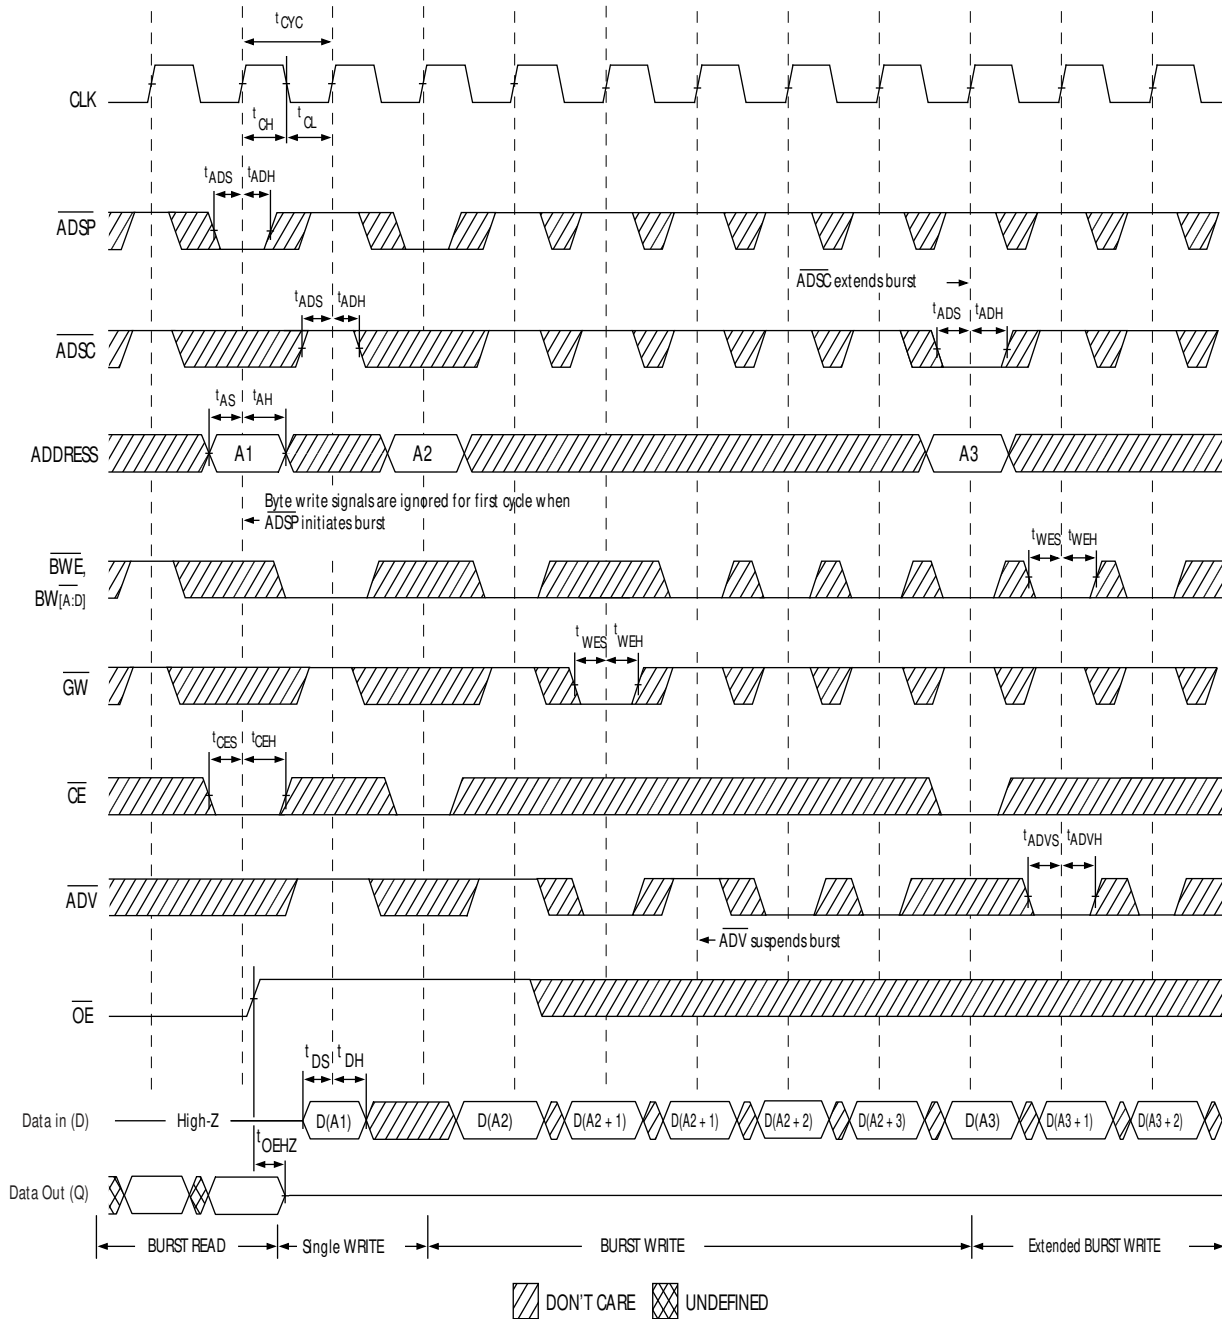 tCYC
CLK
tCH tCL
tADS tADH
ADSP
ADSC extends burst
tADS tADH
tADS tADH
ADSC
tAS tAH
ADDRESS A1 A2 A3
Byte write signals are ignored for first cycle when
ADSP initiates burst
tWES tWEH
BWE,
BW[A:D]
tWES tWEH
GW
tCES tCEH
CE
tADVS tADVH
ADV
ADV suspends burst
OE
tDS tDH
Data in (D) High-Z D(A1) D(A2) D(A2 + 1) D(A2 + 1) D(A2 + 2) D(A2 + 3) D(A3) D(A3 + 1) D(A3 + 2)
tOEHZ
Data Out (Q)
BURST READ Single WRITE BURST WRITE Extended BURST WRITE
DON'T CARE UNDEFINED